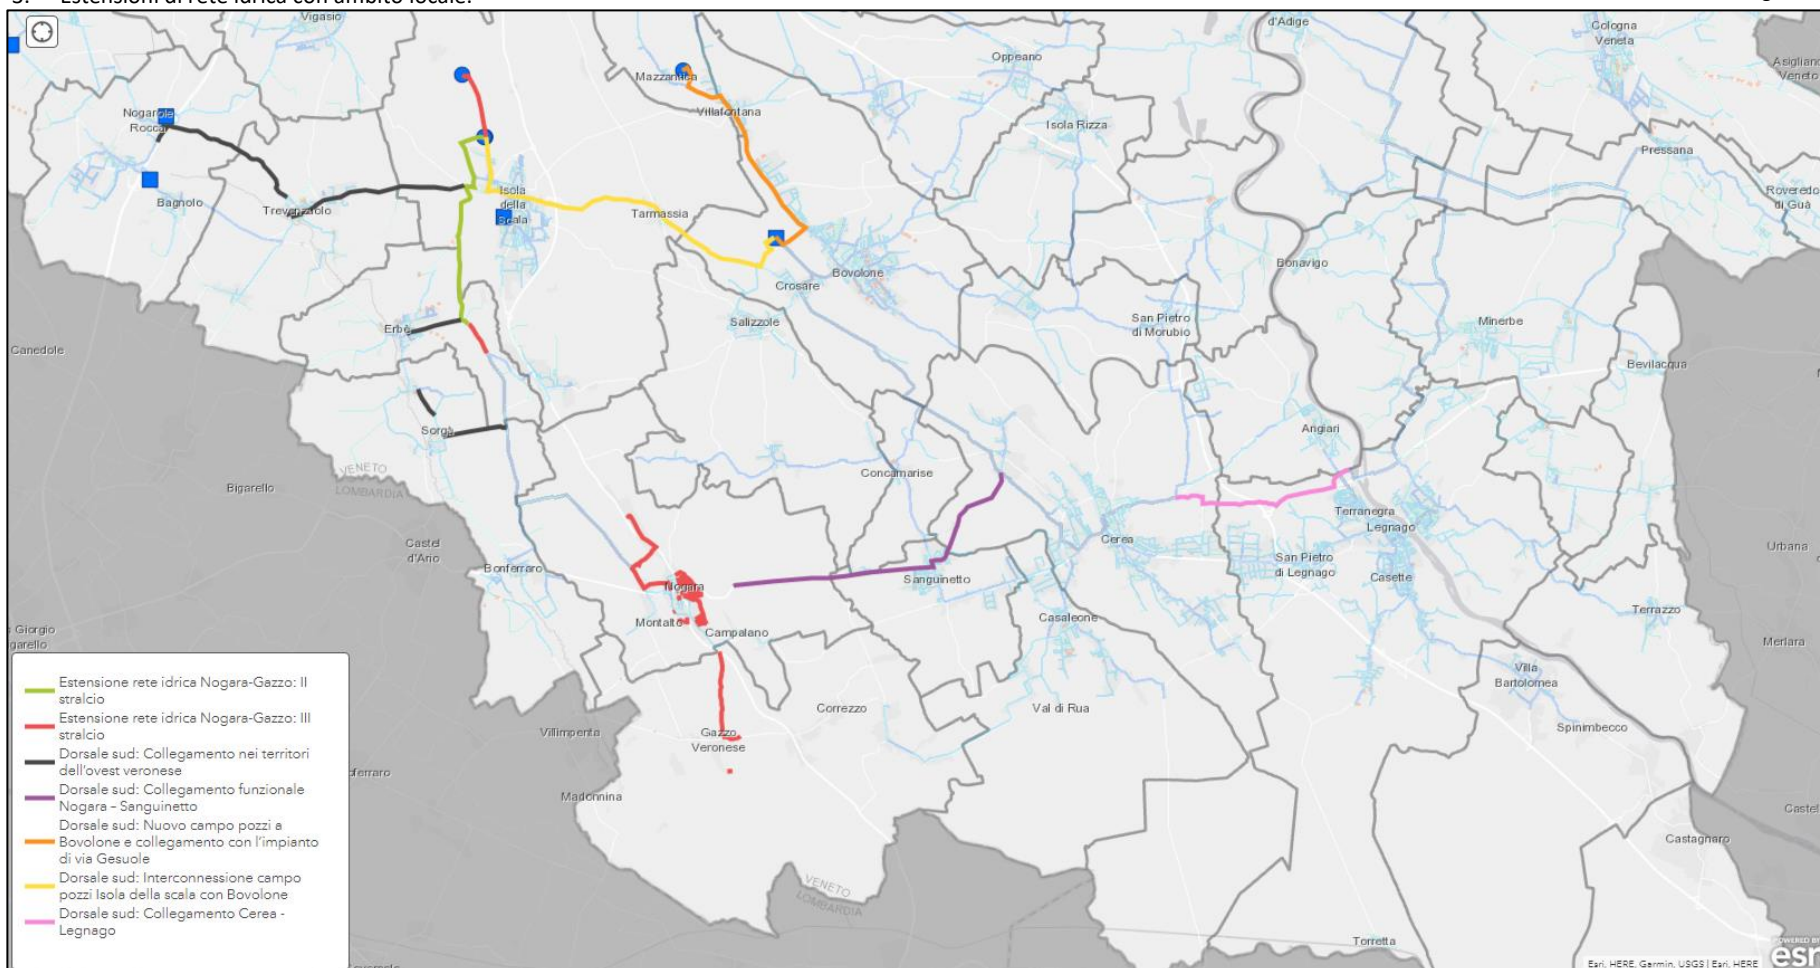 Estensioni di rete idrica con ambito locale.
Vigasio
d'Adige
Cologna
Veneta
Oppeano
Mazzantica
Asigliano
Veneto
Nogarole
Rocca
Villafontana
Isola Rizza
Pressana
Bagnolo
Trevenzuolo
Isola
della
Scala
Tarmassia
Roveredo
di Guà
Bonavigo
Bovolone
Crosare
Erbè
Salizzole
San Pietro
di Morubio
Minerbe
Canedole
Bevilacqua
Sorgà
Angiari
VENETO
LOMBARDIA
Concamarise
Bigarello
Terranegra
Legnago
Castel
d'Ario
Cerea
Urbana
Bonferraro
Nogara
Sanguinetto
San Pietro
di Legnago
Casette
Terrazzo
Giorgio
garello
Montalto
Campalano
Casaleone
Merlara
Villa
Bartolomea
Correzzo
Val di Rua
Spinimbecco
Villimpenta
Gazzo
Veronese
oferraro
Madonnina
Castel
Castagnaro
VENETO
LOMBARDIA
Torretta
Estensione rete idrica Nogara-Gazzo: II
stralcio
Estensione rete idrica Nogara-Gazzo: III
stralcio
Dorsale sud: Collegamento nei territori
dell'ovest veronese
Dorsale sud: Collegamento funzionale
Nogara – Sanguinetto
Dorsale sud: Nuovo campo pozzi a
Bovolone e collegamento con l'impianto
di via Gesuole
Dorsale sud: Interconnessione campo
pozzi Isola della scala con Bovolone
Dorsale sud: Collegamento Cerea -
Legnago
Esri, HERE, Garmin, USGS | Esri, HERE
POWERED BY
esri